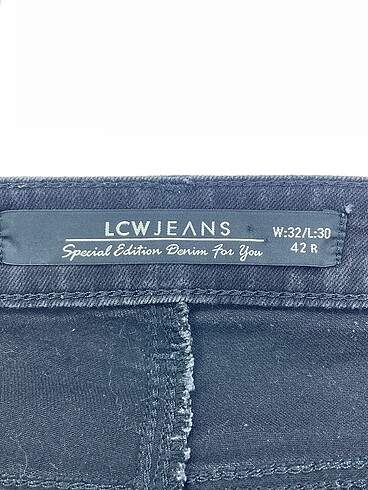 LCWJEANS
Special Edition Denim For You
W:32/L:30
42 R